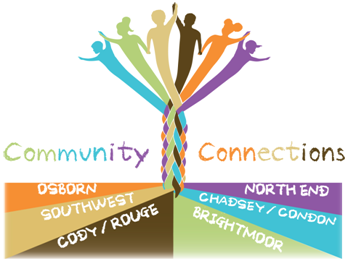 Community Connections
OSBORN
SOUTHWEST
CODY / ROUGE
NORTH END
CHADSEY / CONDON
BRIGHTMOOR